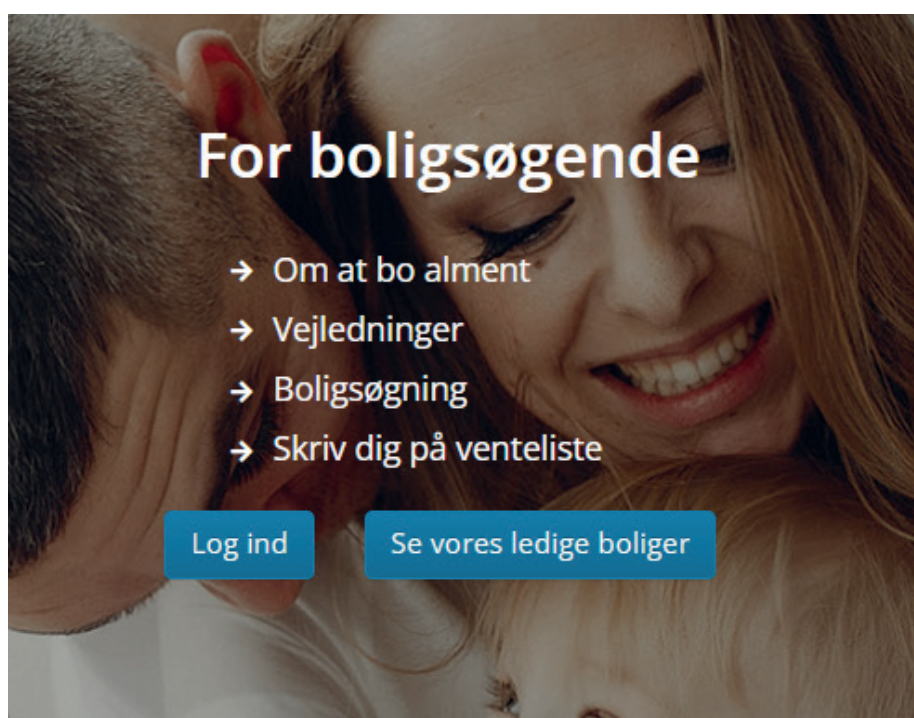 For boligsøgende
→ Om at bo alment
→ Vejledninger
→ Boligsøgning
→ Skriv dig på venteliste
Log ind
Se vores ledige boliger